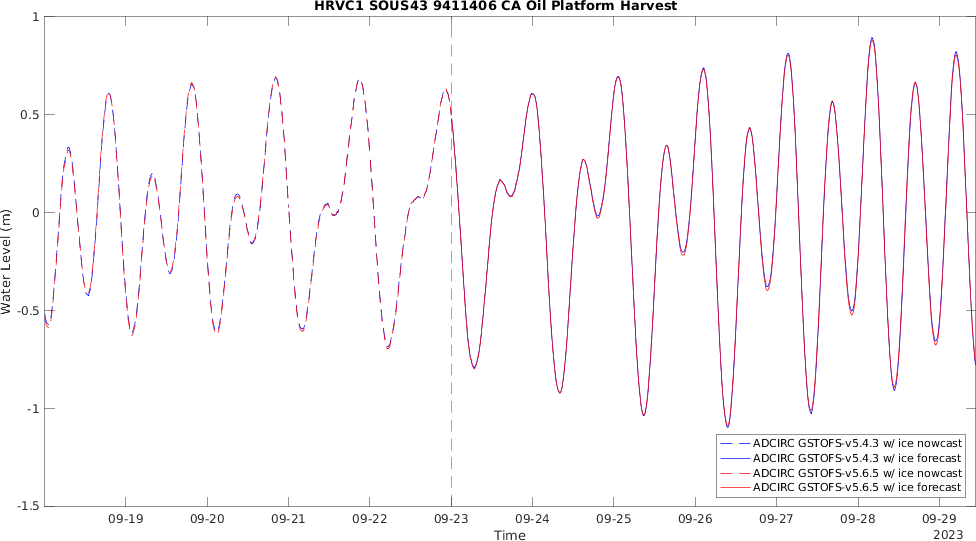 HRVC1 SOUS43 9411406 CA Oil Platform Harvest
1
0.5
0
-0.5
-1
-1.5
Water Level (m)
ADCIRC GSTOFS-v5.4.3 w/ ice nowcast
ADCIRC GSTOFS-v5.4.3 w/ ice forecast
ADCIRC GSTOFS-v5.6.5 w/ ice nowcast
ADCIRC GSTOFS-v5.6.5 w/ ice forecast
09-19 09-20 09-21 09-22 09-23 09-24 09-25 09-26 09-27 09-28 09-29
2023
Time